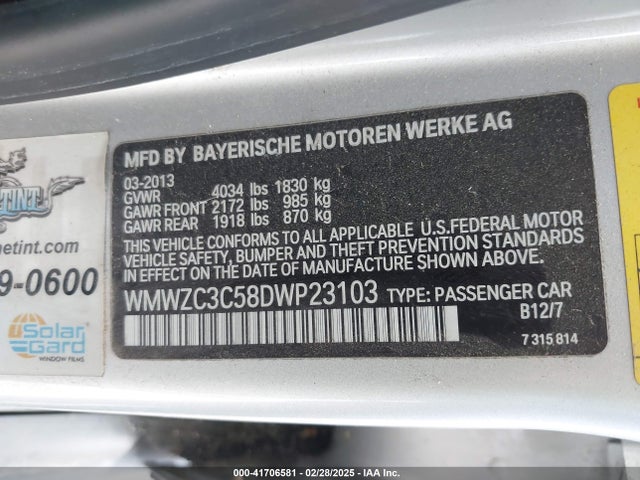 MFD BY BAYERISCHE MOTOREN WERKE AG
03-2013
GVWR 4034 lbs 1830 kg
GAWR FRONT 2172 lbs 985 kg
GAWR REAR 1918 lbs 870 kg
THIS VEHICLE CONFORMS TO ALL APPLICABLE U.S.FEDERAL MOTOR
VEHICLE SAFETY, BUMPER AND THEFT PREVENTION STANDARDS
IN EFFECT ON THE DATE OF MANUFACTURE SHOWN ABOVE.
WMWZC3C58DWP23103 TYPE: PASSENGER CAR
B12/7
7 315 814
TINT
netint.com
9-0600
Solar
Gard
WINDOW FILMS
000-41706581 | 02/28/2025 - IAA Inc.